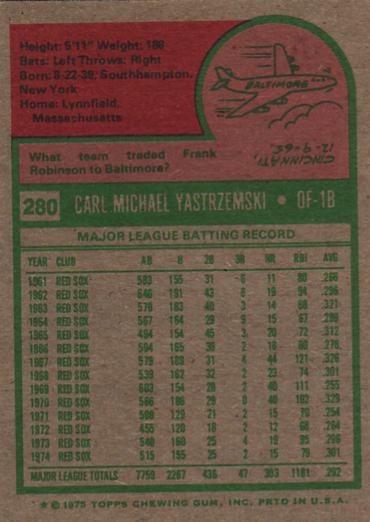 Height: 5'11" Weight: 188
Bats: Left Throws: Right
Born: 8-22-39, Southhampton,
New York
Home: Lynnfield,
Massachusetts
BALTIMORE
What team traded Frank
Robinson to Baltimore?
CINCINNATI,
12-9-65.
280 CARL MICHAEL YASTRZEMSKI • OF-1B
MAJOR LEAGUE BATTING RECORD
YEAR CLUB AB H 2B 3B HR RBI AVG
1961 RED SOX 583 155 31 6 11 80 .266
1962 RED SOX 646 191 43 6 19 94 .296
1963 RED SOX 570 183 40 3 14 68 .321
1964 RED SOX 567 164 29 9 15 67 .289
1965 RED SOX 494 154 45 3 20 72 .312
1966 RED SOX 594 165 39 2 16 80 .278
1967 RED SOX 579 189 31 4 44 121 .326
1968 RED SOX 539 162 32 2 23 74 .301
1969 RED SOX 603 154 28 2 40 111 .255
1970 RED SOX 566 186 29 0 40 102 .329
1971 RED SOX 508 129 21 2 15 70 .254
1972 RED SOX 455 120 18 2 12 68 .264
1973 RED SOX 540 160 25 4 19 95 .296
1974 RED SOX 515 155 25 2 15 79 .301
MAJOR LEAGUE TOTALS 7759 2267 436 47 303 1181 .292
* © 1975 TOPPS CHEWING GUM, INC. PRTD IN U.S.A.